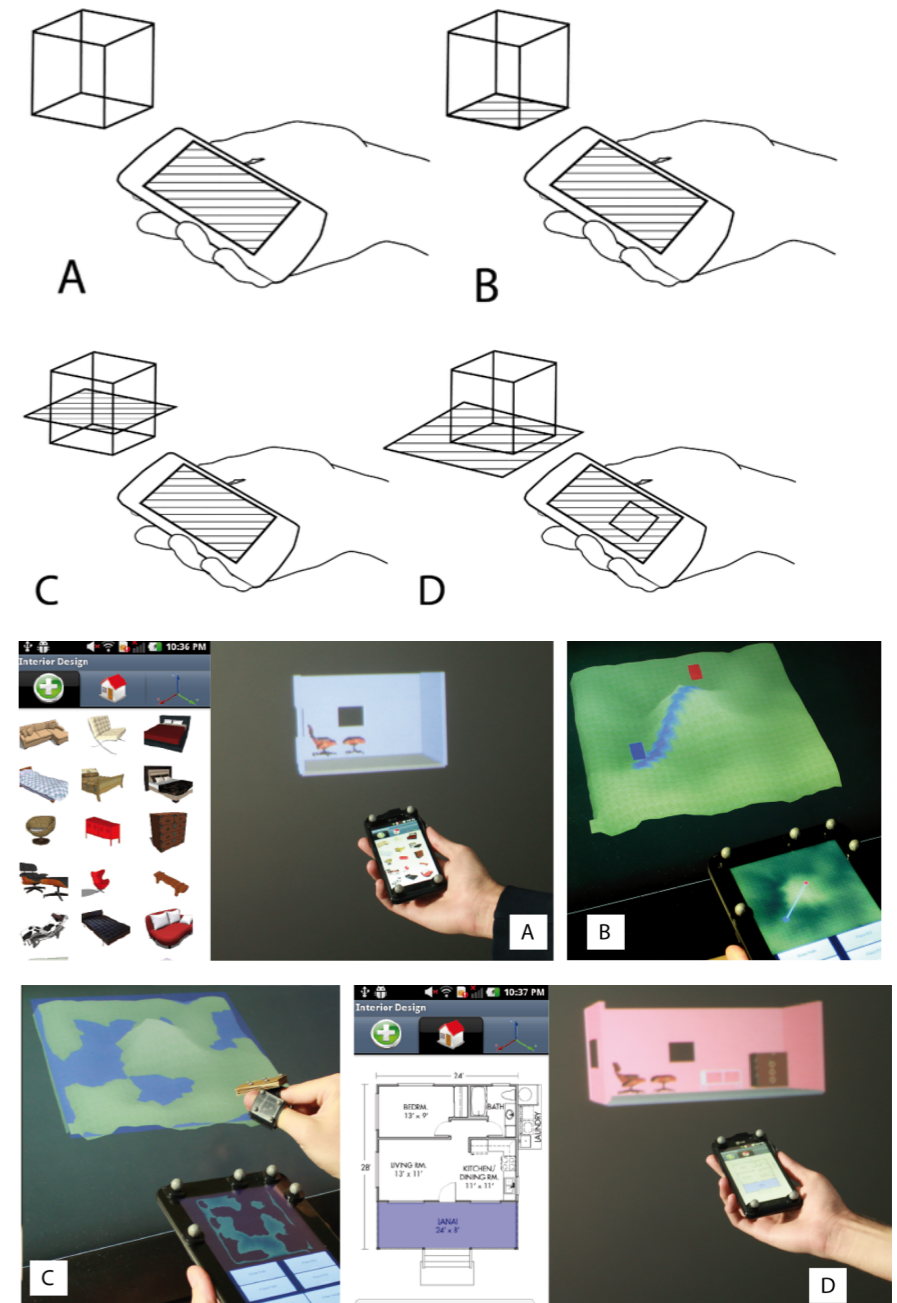 A
B
C
D
10:36 PM
Interior Design
A
B
C
10:37 PM
Interior Design
24'
BEDRM.
13' x 9'
BATH
LAUNDRY
28'
LIVING RM.
13' x 11'
KITCHEN/
DINING RM.
11' x 11'
LANAI
24' x 8'
D